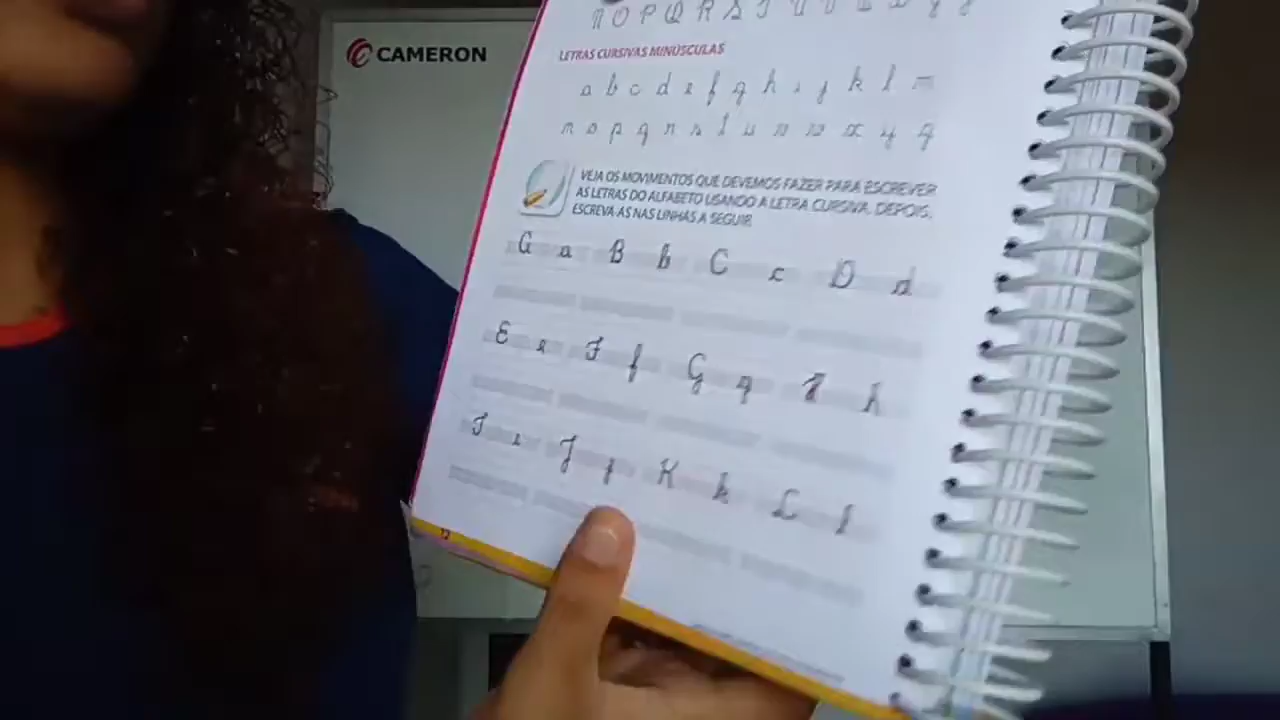 CAMERON
N O P Q R S T U V W X Y Z
LETRAS CURSIVAS MINÚSCULAS
a b c d e f g h i j k l m
n o p q r s t u v w x y z
VEJA OS MOVIMENTOS QUE DEVEMOS FAZER PARA ESCREVER
AS LETRAS DO ALFABETO USANDO A LETRA CURSIVA. DEPOIS,
ESCREVA-AS NAS LINHAS A SEGUIR.
A a B b C c D d
E e F f G g H h
I i J j K k L l
12